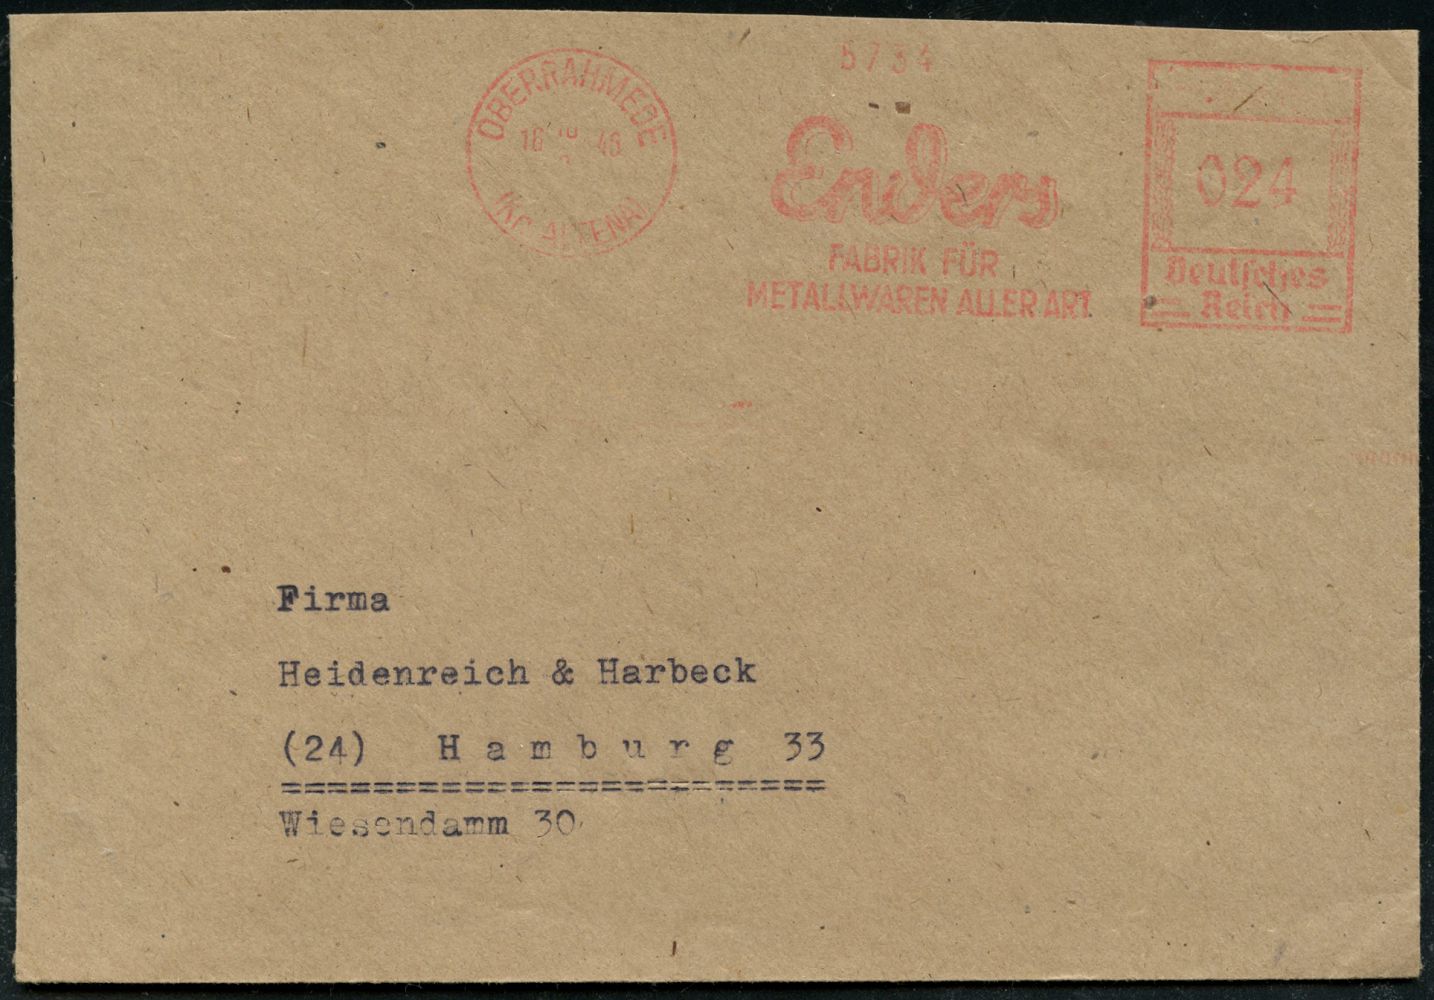 OBERRAHMEDE
16 10 46
(Kr. ALTENA)
5734
Enders
FABRIK FÜR
METALLWAREN ALLER ART
024
Deutsches
Reich
Firma
Heidenreich & Harbeck
(24) H a m b u r g 33
========================
Wiesendamm 30